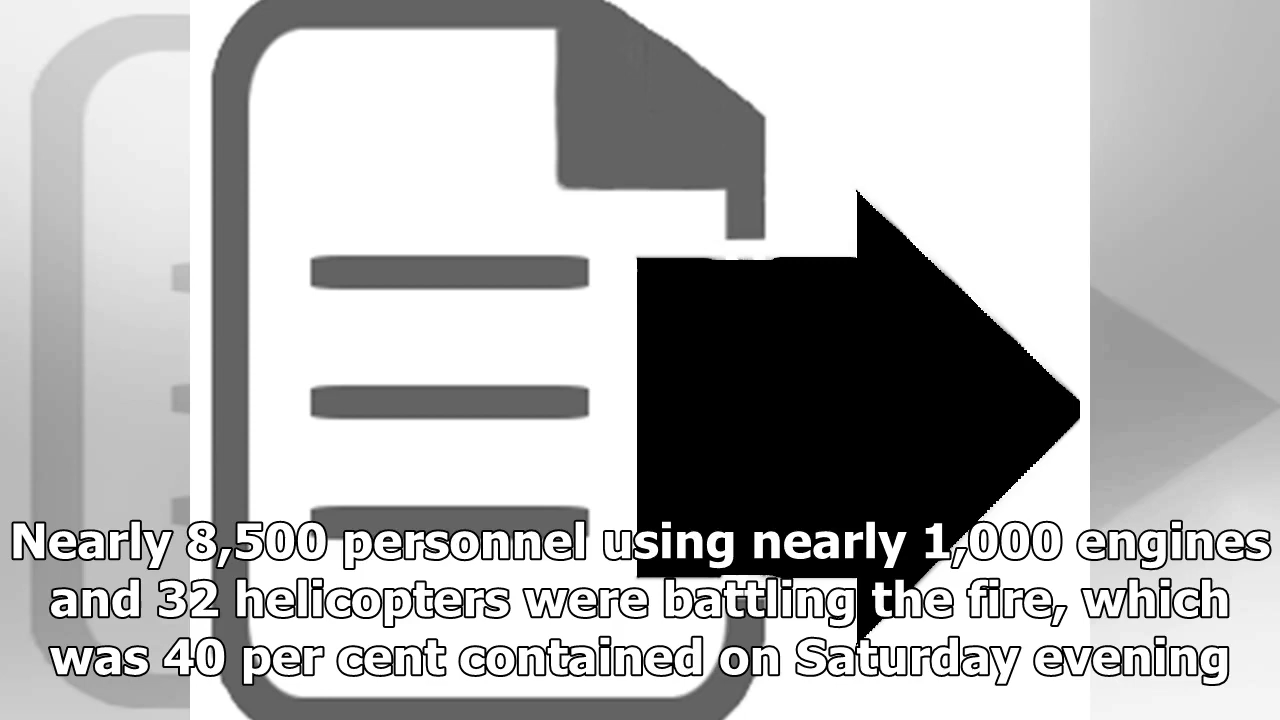 Nearly 8,500 personnel using nearly 1,000 engines
and 32 helicopters were battling the fire, which
was 40 per cent contained on Saturday evening